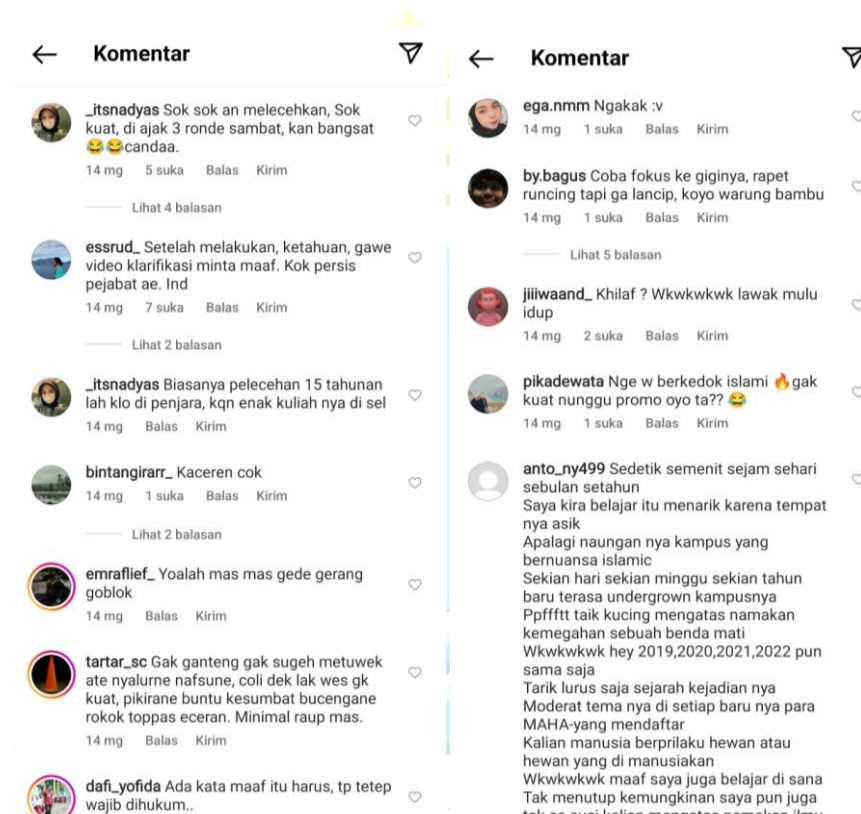 Komentar
_itsnadyas Sok sok an melecehkan, Sok
kuat, di ajak 3 ronde sambat, kan bangsat
😂😂candaa.
14 mg 5 suka Balas Kirim
Lihat 4 balasan
essrud_ Setelah melakukan, ketahuan, gawe
video klarifikasi minta maaf. Kok persis
pejabat ae. Ind
14 mg 7 suka Balas Kirim
Lihat 2 balasan
_itsnadyas Biasanya pelecehan 15 tahunan
lah klo di penjara, kqn enak kuliah nya di sel
14 mg Balas Kirim
bintangirarr_ Kaceren cok
14 mg 1 suka Balas Kirim
Lihat 2 balasan
emraflief_ Yoalah mas mas gede gerang
goblok
14 mg Balas Kirim
tartar_sc Gak ganteng gak sugeh metuwek
ate nyalurne nafsune, coli dek lak wes gk
kuat, pikirane buntu kesumbat bucengane
rokok toppas eceran. Minimal raup mas.
14 mg Balas Kirim
dafi_yofida Ada kata maaf itu harus, tp tetep
wajib dihukum..
Komentar
ega.nmm Ngakak :v
14 mg 1 suka Balas Kirim
by.bagus Coba fokus ke giginya, rapet
runcing tapi ga lancip, koyo warung bambu
14 mg 1 suka Balas Kirim
Lihat 5 balasan
jiiiwaand_ Khilaf ? Wkwkwkwk lawak mulu
idup
14 mg 2 suka Balas Kirim
pikadewata Nge w berkedok islami 🔥gak
kuat nunggu promo oyo ta?? 😂
14 mg 1 suka Balas Kirim
anto_ny499 Sedetik semenit sejam sehari
sebulan setahun
Saya kira belajar itu menarik karena tempat
nya asik
Apalagi naungan nya kampus yang
bernuansa islamic
Sekian hari sekian minggu sekian tahun
baru terasa undergrown kampusnya
Ppffftt taik kucing mengatas namakan
kemegahan sebuah benda mati
Wkwkwkwk hey 2019,2020,2021,2022 pun
sama saja
Tarik lurus saja sejarah kejadian nya
Moderat tema nya di setiap baru nya para
MAHA-yang mendaftar
Kalian manusia berprilaku hewan atau
hewan yang di manusiakan
Wkwkwkwk maaf saya juga belajar di sana
Tak menutup kemungkinan saya pun juga